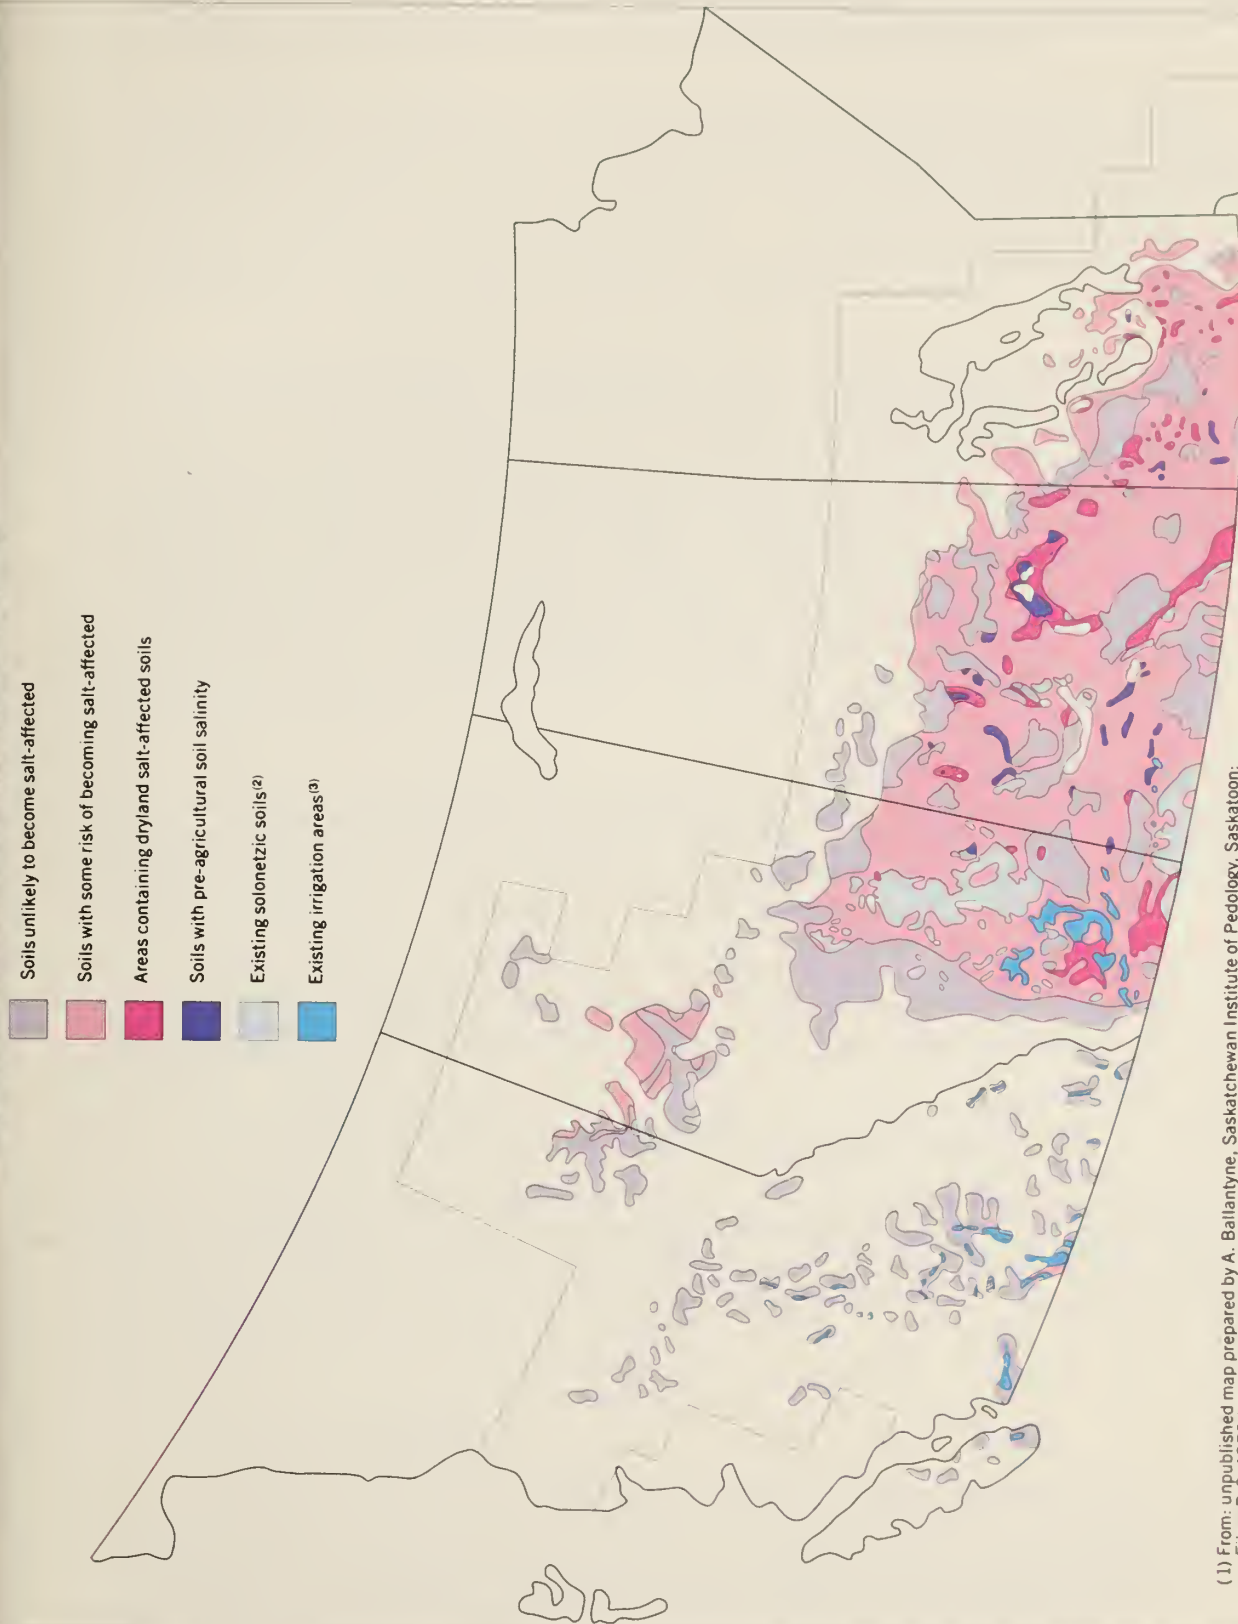 Soils unlikely to become salt-affected
Soils with some risk of becoming salt-affected
Areas containing dryland salt-affected soils
Soils with pre-agricultural soil salinity
Existing solonetzic soils(2)
Existing irrigation areas(3)
(1) From: unpublished map prepared by A. Ballantyne, Saskatchewan Institute of Pedology, Saskatoon: